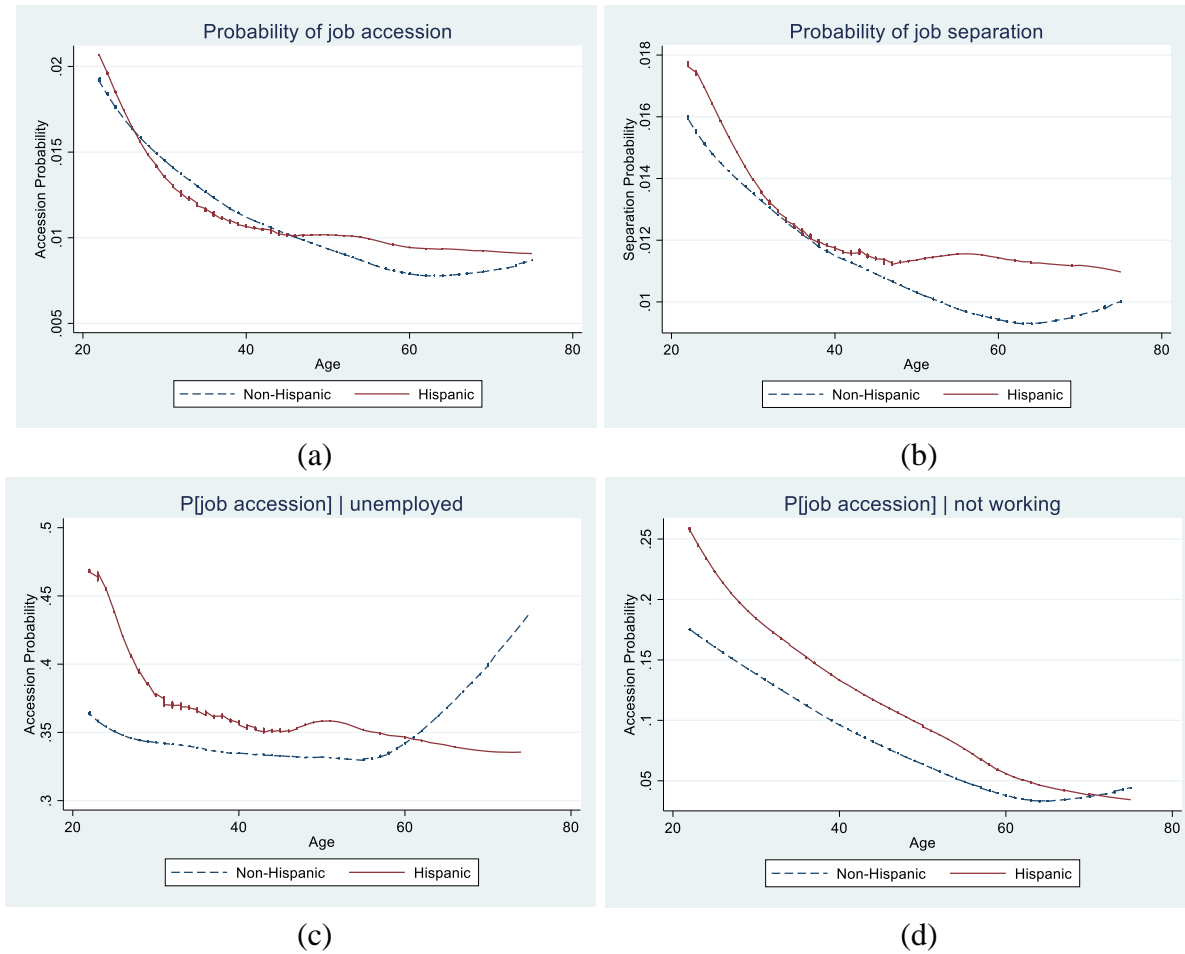 Probability of job accession
Accession Probability
.02
.015
.01
.005
20 40 60 80
Age
Non-Hispanic Hispanic
(a)
Probability of job separation
Separation Probability
.018
.016
.014
.012
.01
20 40 60 80
Age
Non-Hispanic Hispanic
(b)
P[job accession] | unemployed
Accession Probability
.5
.45
.4
.35
.3
20 40 60 80
Age
Non-Hispanic Hispanic
(c)
P[job accession] | not working
Accession Probability
.25
.2
.15
.1
.05
20 40 60 80
Age
Non-Hispanic Hispanic
(d)